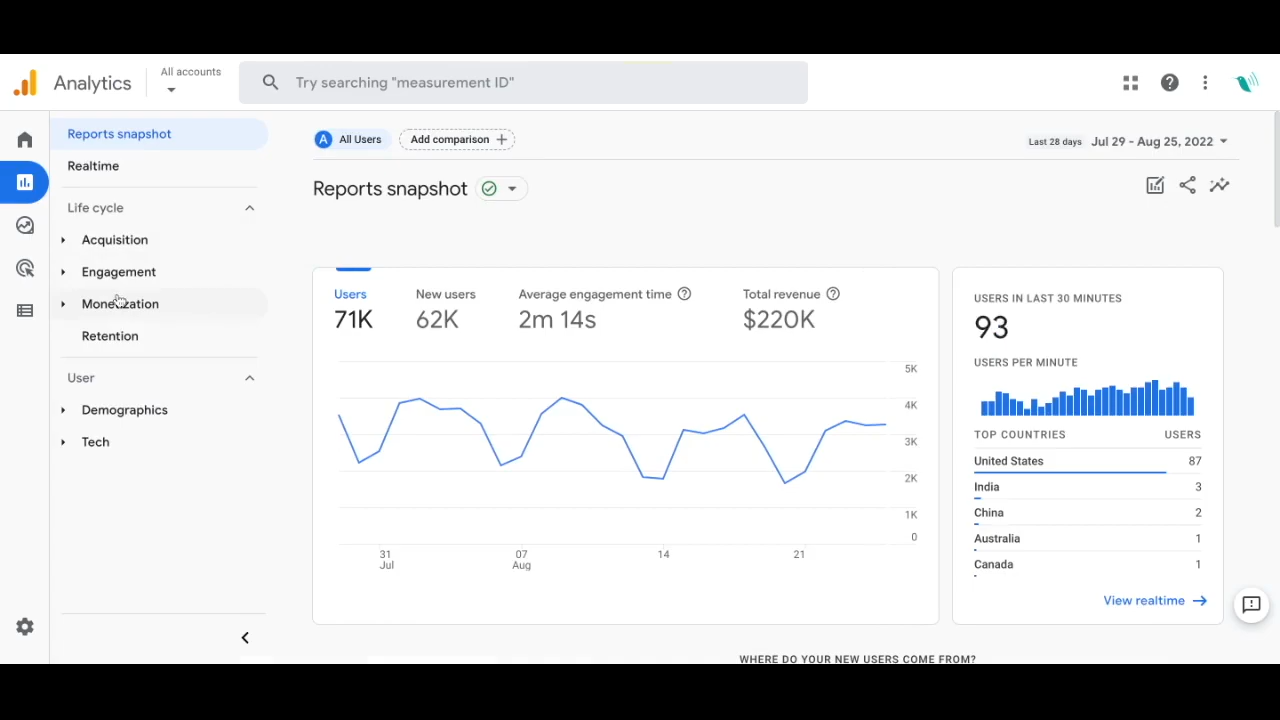 Analytics
All accounts
Try searching "measurement ID"
Reports snapshot
Realtime
Life cycle
Acquisition
Engagement
Monetization
Retention
User
Demographics
Tech
A All Users
Add comparison +
Last 28 days Jul 29 - Aug 25, 2022
Reports snapshot
Users
71K
New users
62K
Average engagement time
2m 14s
Total revenue
$220K
5K
4K
3K
2K
1K
0
31
Jul
07
Aug
14
21
USERS IN LAST 30 MINUTES
93
USERS PER MINUTE
TOP COUNTRIES USERS
United States 87
India 3
China 2
Australia 1
Canada 1
View realtime
WHERE DO YOUR NEW USERS COME FROM?